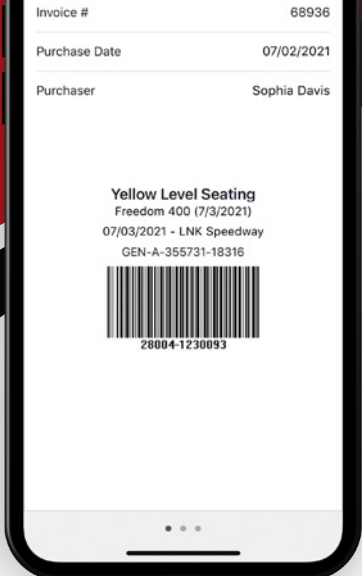 Invoice # 68936
Purchase Date 07/02/2021
Purchaser Sophia Davis
Yellow Level Seating
Freedom 400 (7/3/2021)
07/03/2021 - LNK Speedway
GEN-A-355731-18316
28004-1230093